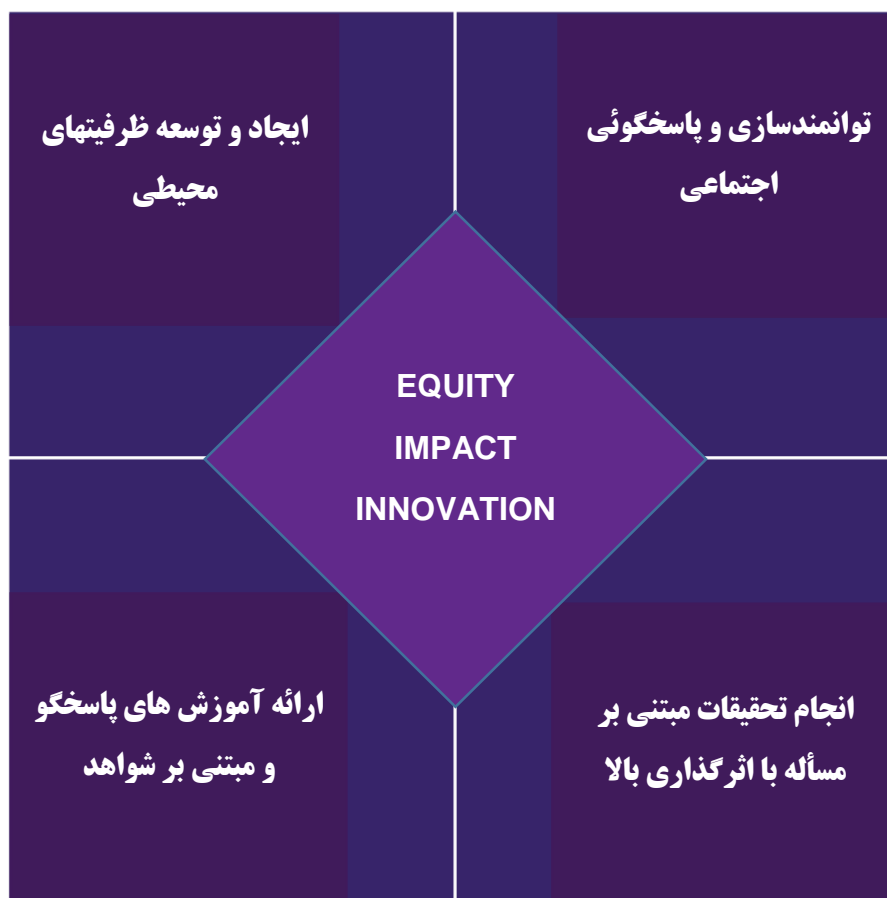 توانمندسازی و پاسخگوئی
اجتماعی
ایجاد و توسعه ظرفیتهای
محیطی
EQUITY
IMPACT
INNOVATION
انجام تحقیقات مبتنی بر
مسأله با اثرگذاری بالا
ارائه آموزش های پاسخگو
و مبتنی بر شواهد